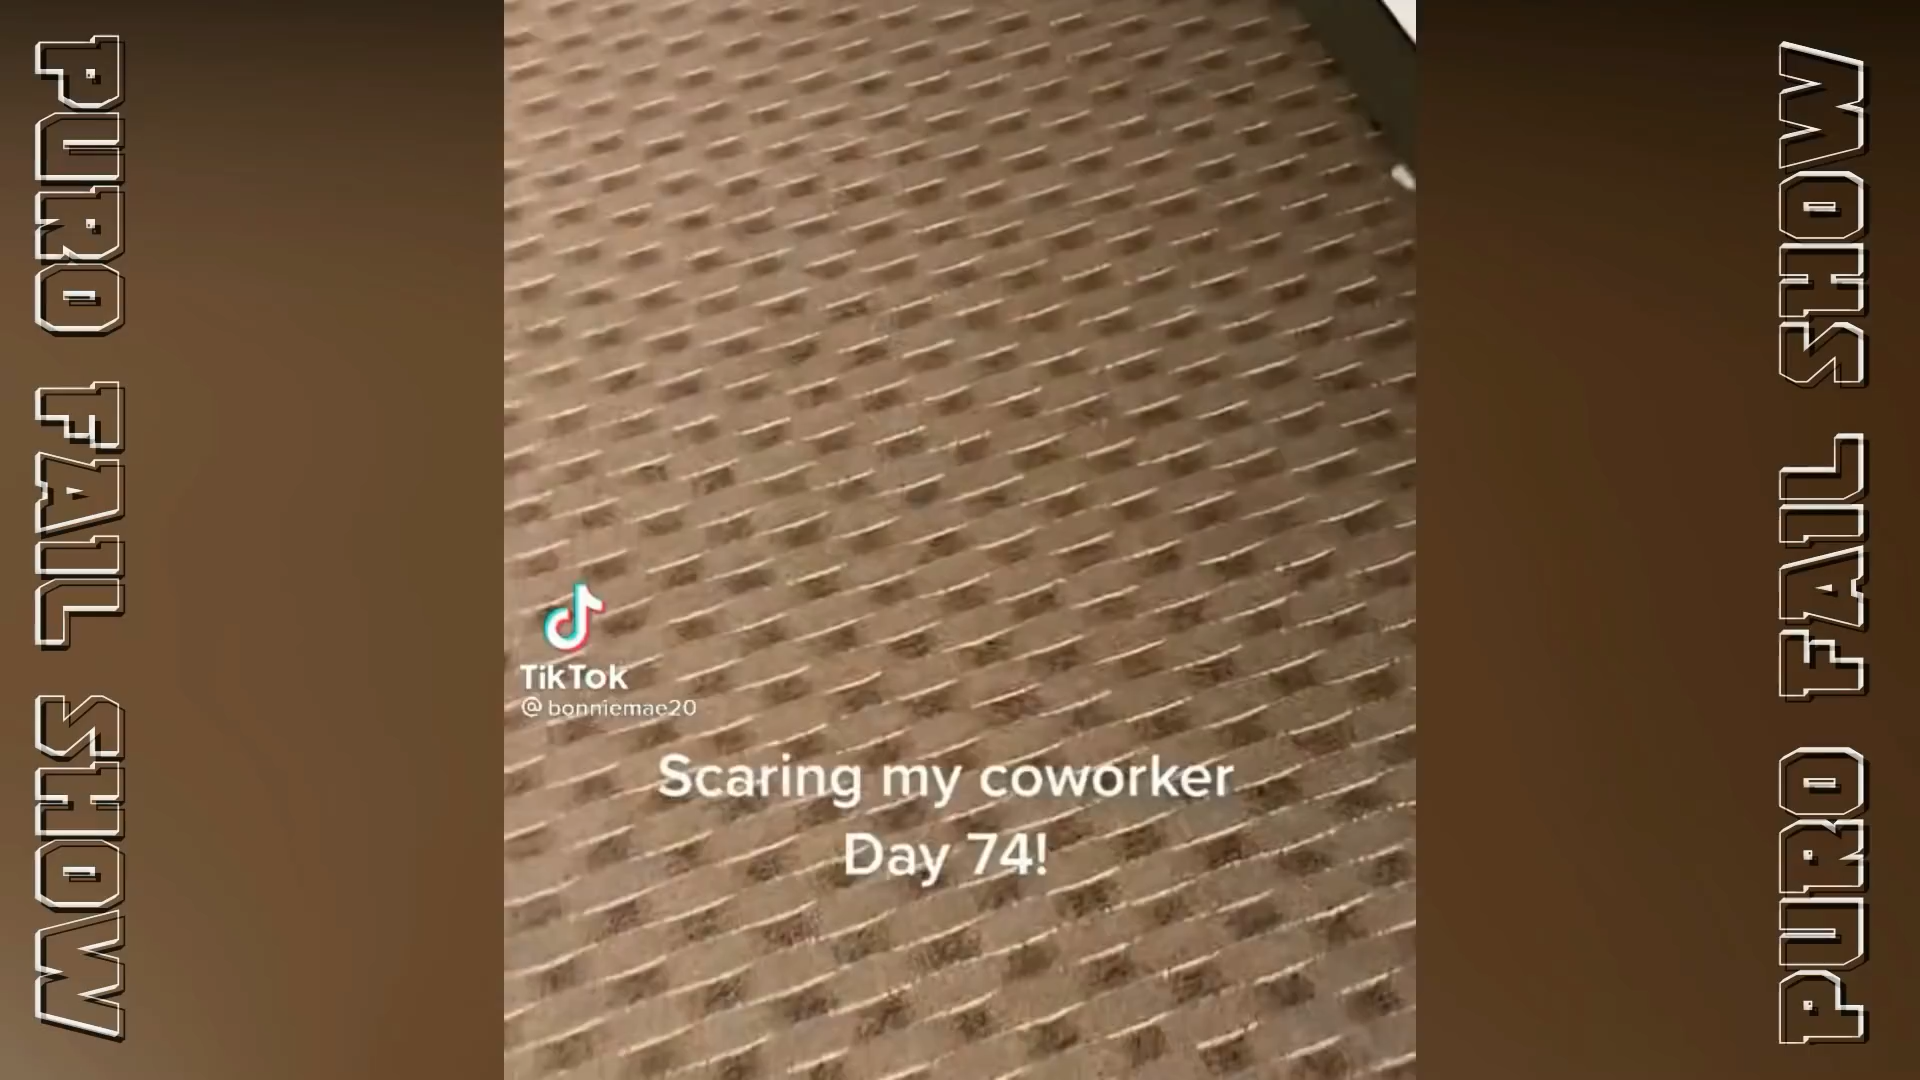 PURO FAIL SHOW
TikTok
@bonniemae20
Scaring my coworker
Day 74!
PURO FAIL SHOW